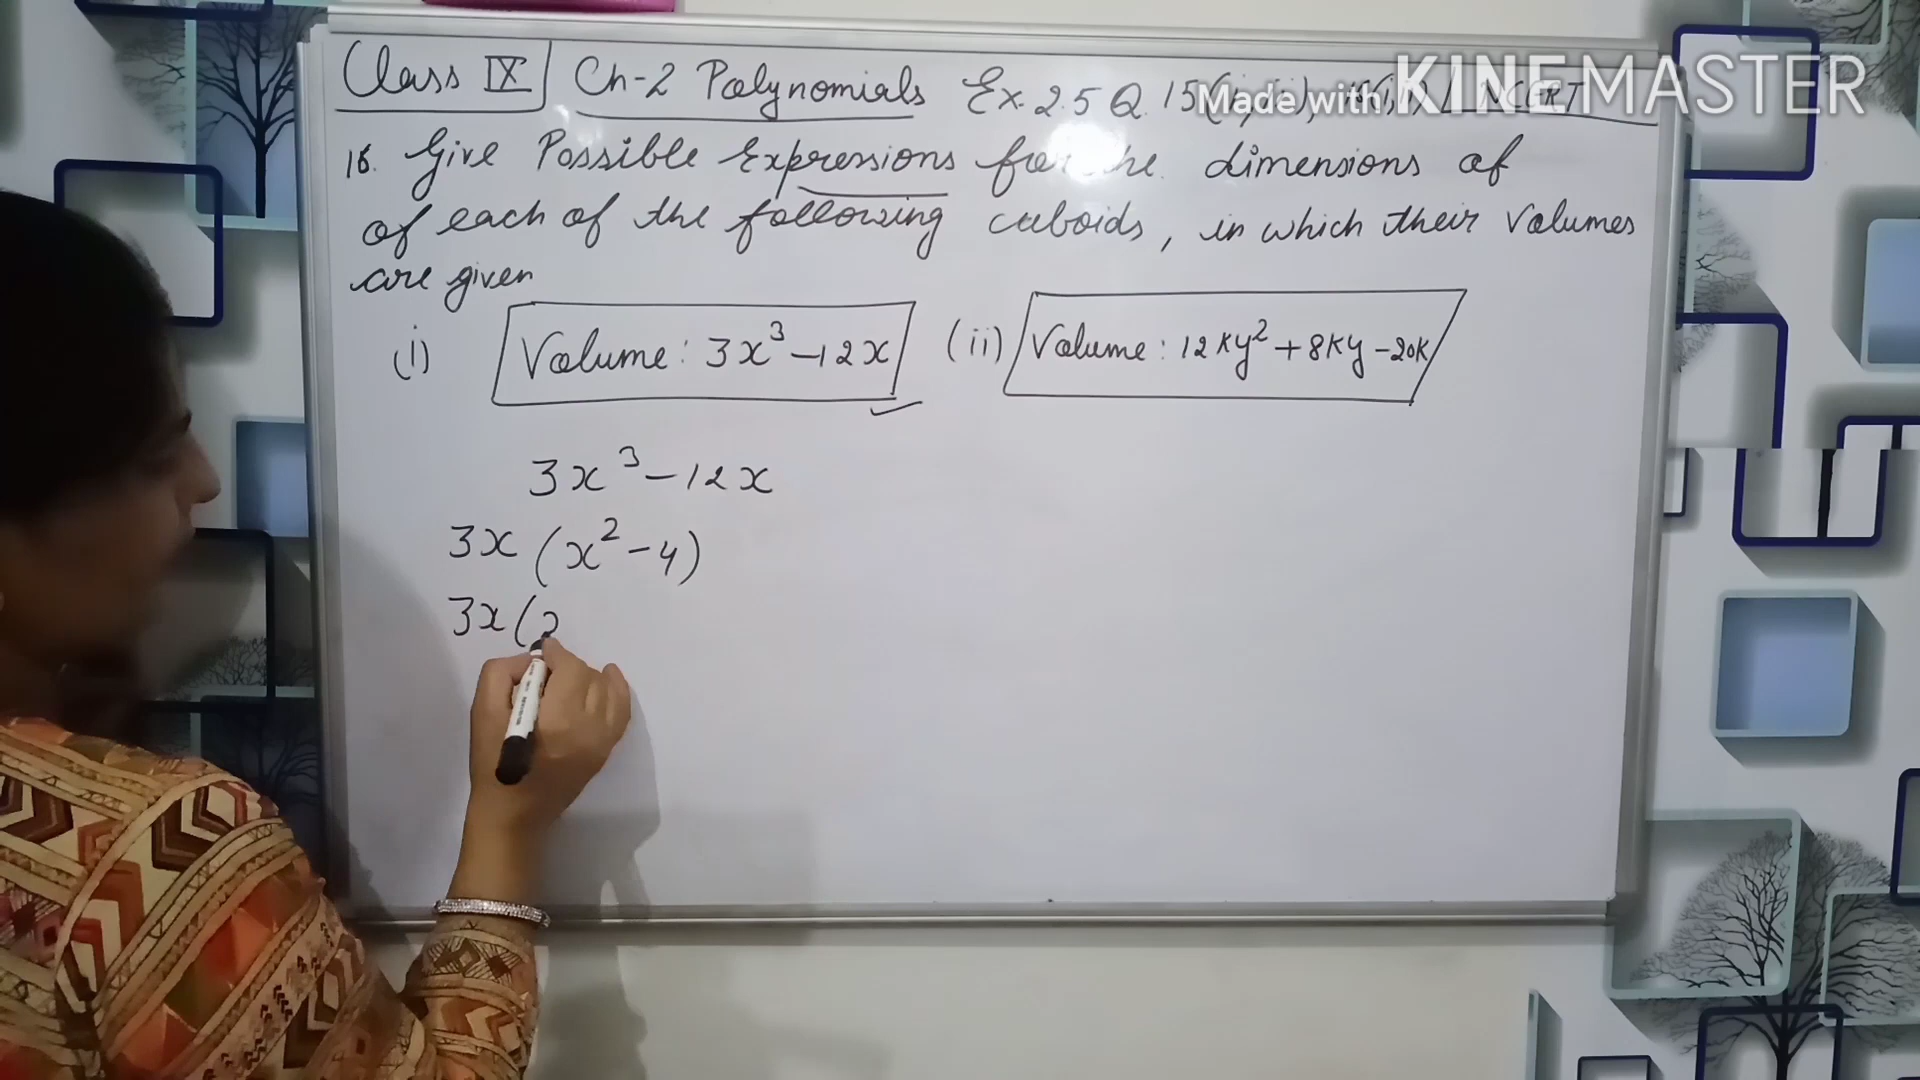 Class IX Ch-2 Polynomials Ex. 2.5 Q. 15 NCERT
Made with KINEMASTER
16. Give Possible Expressions for the dimensions of
of each of the following cuboids, in which their Volumes
are given
(i) Volume: 3x³ - 12x (ii) Volume: 12ky² + 8ky - 20k
3x³ - 12x
3x (x² - 4)
3x (